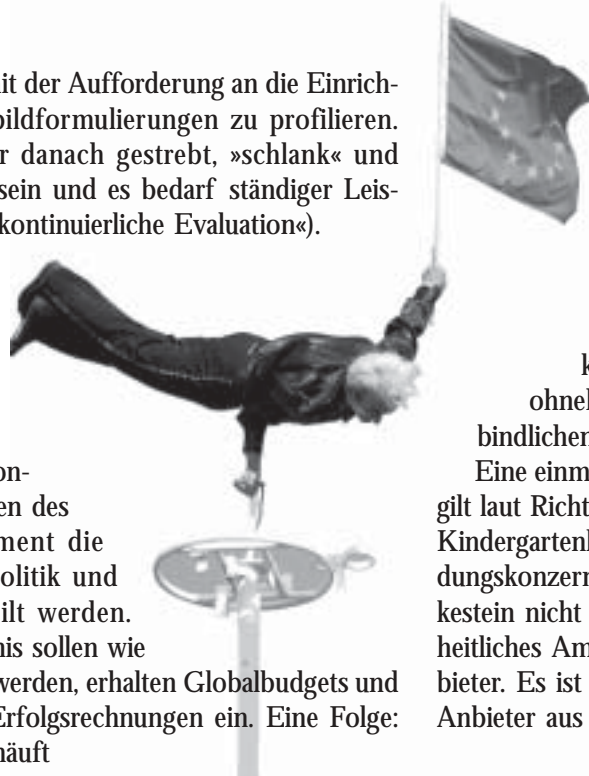 it der Aufforderung an die Einrich-
bildformulierungen zu profilieren.
r danach gestrebt, »schlank« und
sein und es bedarf ständiger Leis-
kontinuierliche Evaluation«).
on-
en des
ment die
olitik und
ilt werden.
nis sollen wie
werden, erhalten Globalbudgets und
Erfolgsrechnungen ein. Eine Folge:
häuft
k
ohnel
bindlichen
Eine einm
gilt laut Richt
Kindergartenl
dungskonzern
kestein nicht
heitliches Am
bieter. Es ist
Anbieter aus